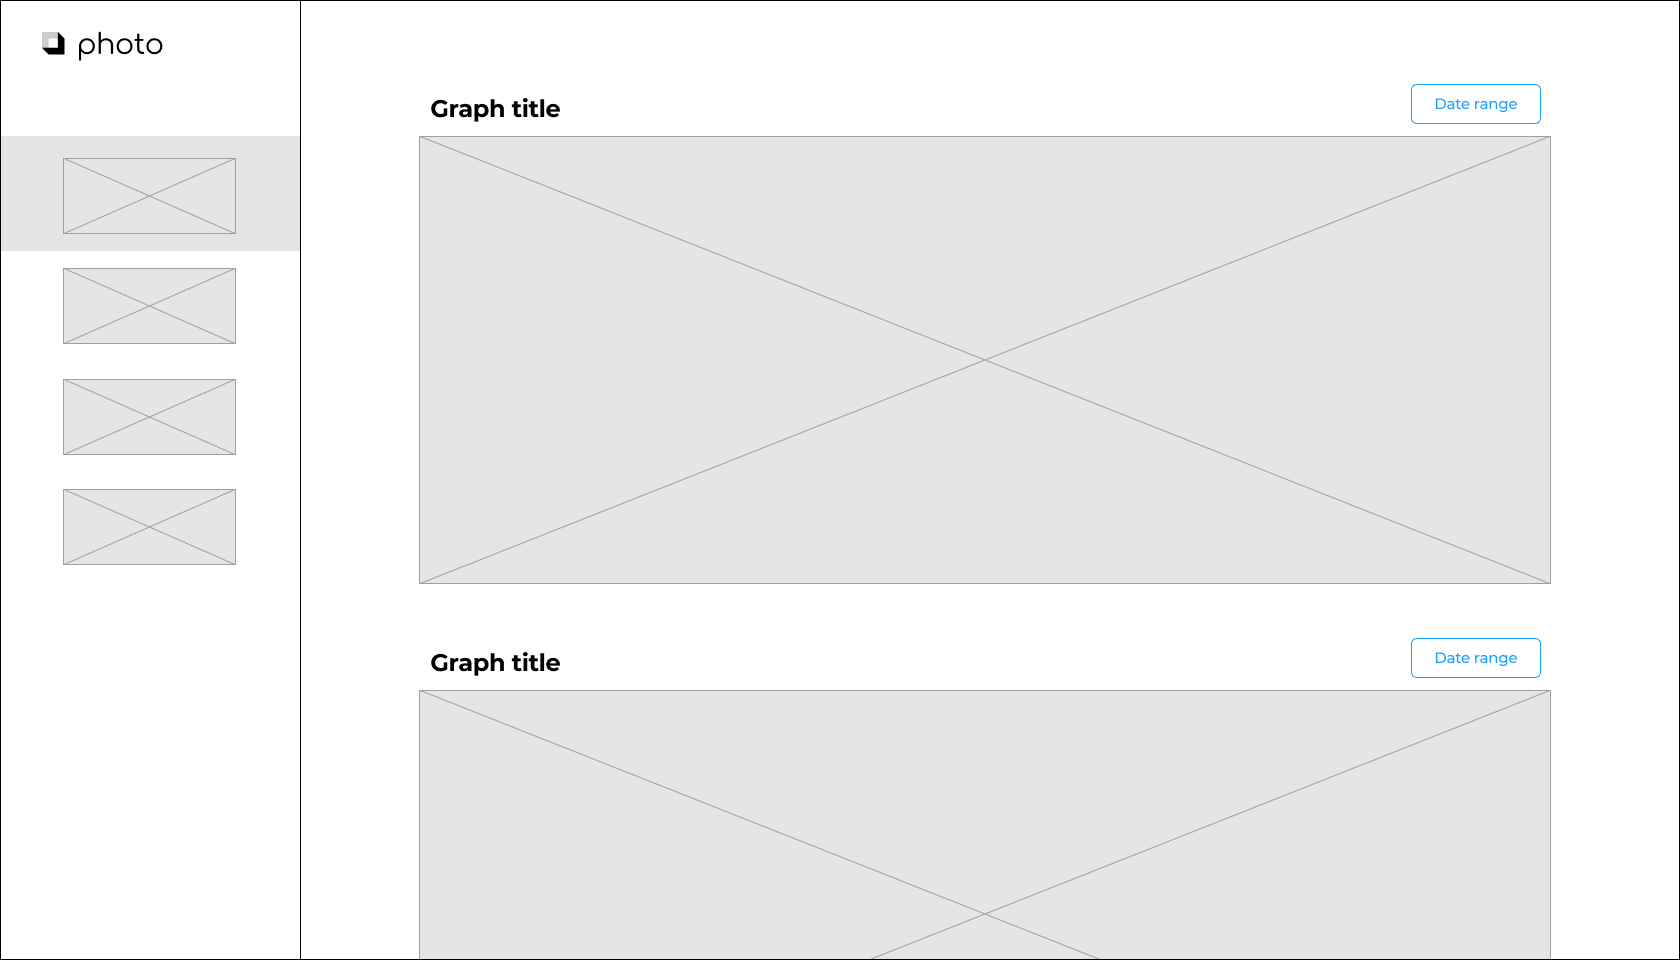 photo
Graph title
Date range
Graph title
Date range